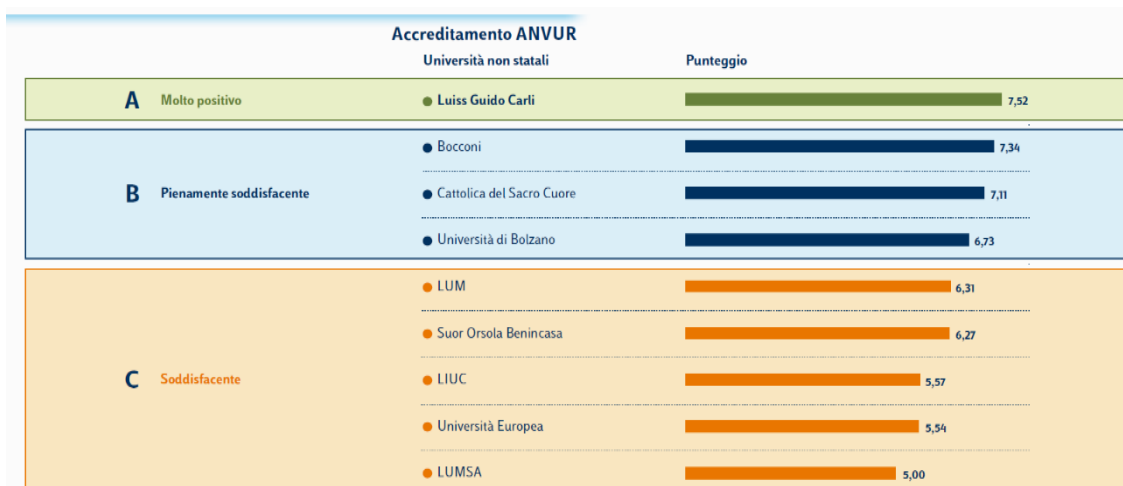 Accreditamento ANVUR
Università non statali Punteggio
A Molto positivo Luiss Guido Carli 7,52
Bocconi 7,34
B Pienamente soddisfacente Cattolica del Sacro Cuore 7,11
Università di Bolzano 6,73
LUM 6,31
Suor Orsola Benincasa 6,27
C Soddisfacente LIUC 5,57
Università Europea 5,54
LUMSA 5,00